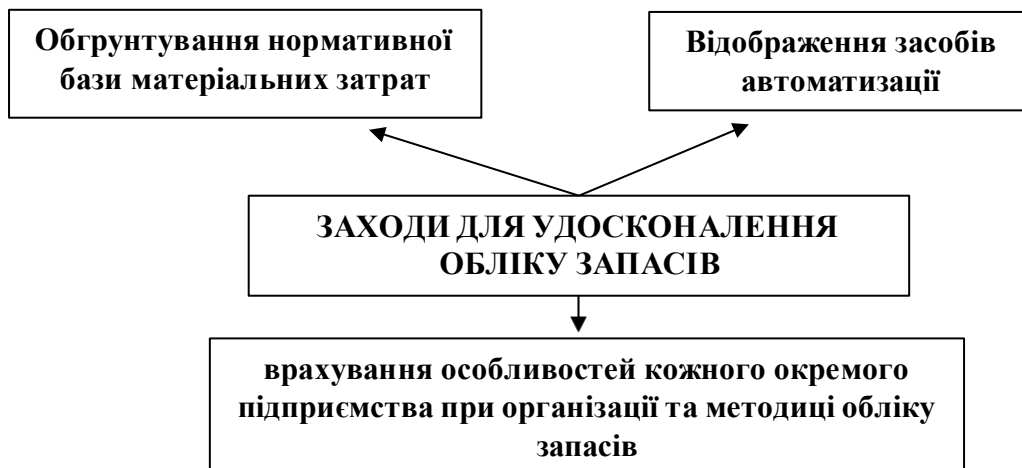 Обгрунтування нормативної
бази матеріальних затрат
Відображення засобів
автоматизації
ЗАХОДИ ДЛЯ УДОСКОНАЛЕННЯ
ОБЛІКУ ЗАПАСІВ
врахування особливостей кожного окремого
підприємства при організації та методиці обліку
запасів